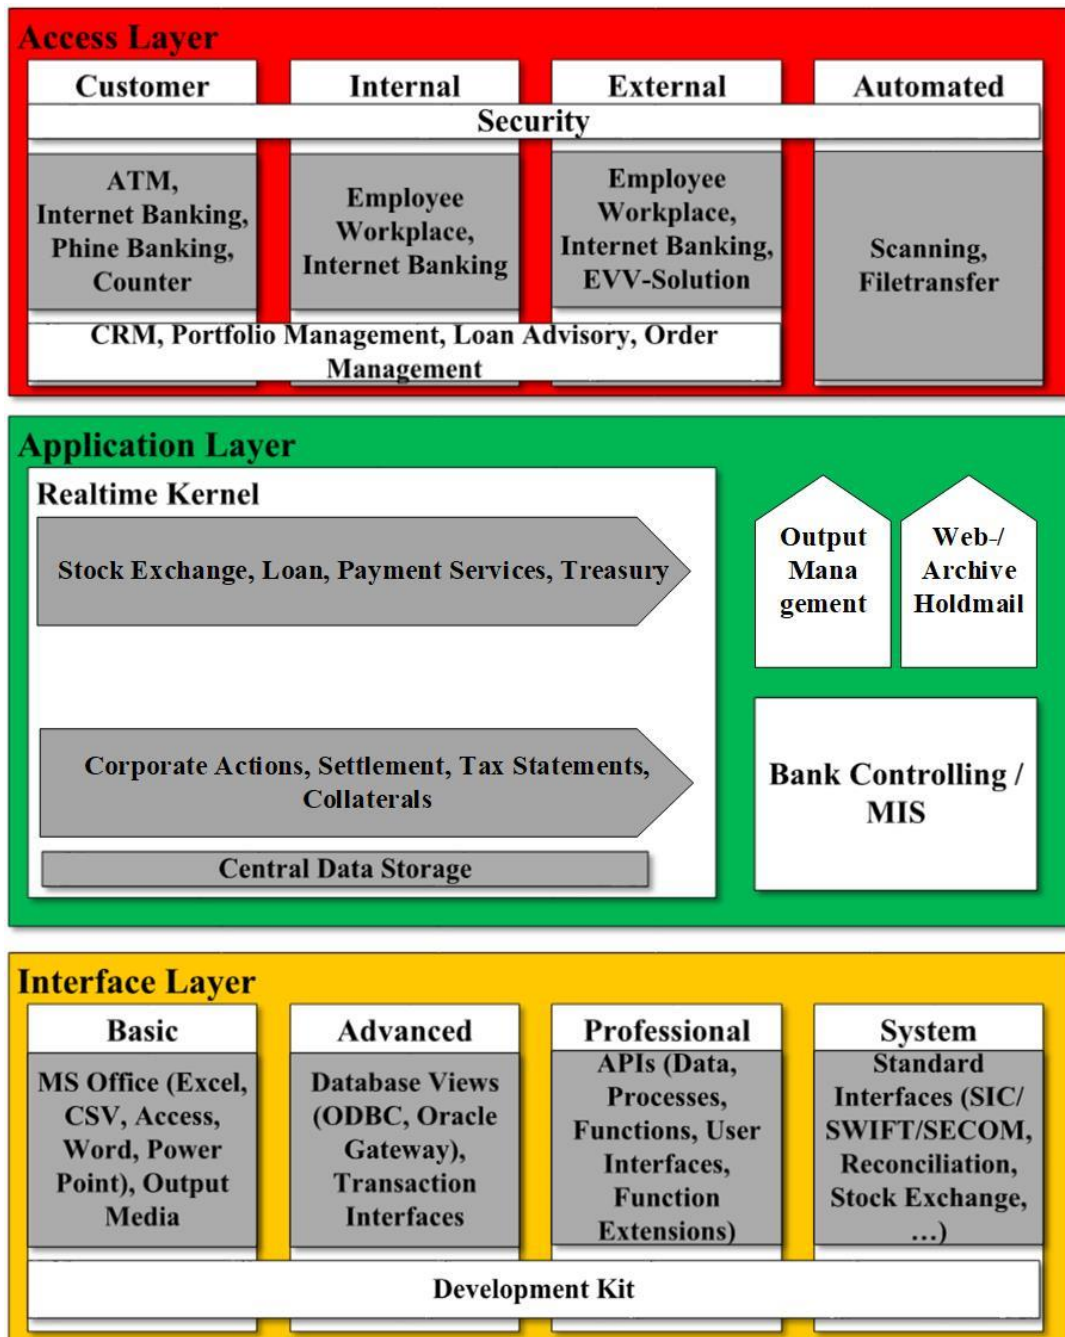 Access Layer
Customer
Internal
External
Automated
Security
ATM,
Internet Banking,
Phine Banking,
Counter
Employee
Workplace,
Internet Banking
Employee
Workplace,
Internet Banking,
EVV-Solution
Scanning,
Filetransfer
CRM, Portfolio Management, Loan Advisory, Order
Management
Application Layer
Realtime Kernel
Stock Exchange, Loan, Payment Services, Treasury
Corporate Actions, Settlement, Tax Statements,
Collaterals
Central Data Storage
Output
Mana
gement
Web-/
Archive
Holdmail
Bank Controlling /
MIS
Interface Layer
Basic
MS Office (Excel,
CSV, Access,
Word, Power
Point), Output
Media
Advanced
Database Views
(ODBC, Oracle
Gateway),
Transaction
Interfaces
Professional
APIs (Data,
Processes,
Functions, User
Interfaces,
Function
Extensions)
System
Standard
Interfaces (SIC/
SWIFT/SECOM,
Reconciliation,
Stock Exchange,
…)
Development Kit